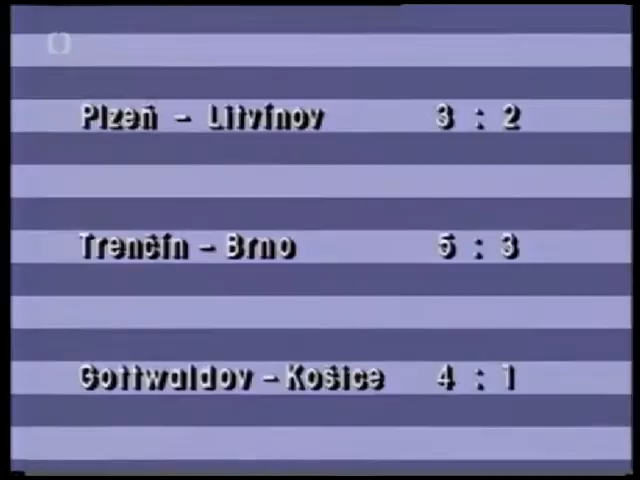 Plzeň - Litvínov 3 : 2
Trenčín - Brno 5 : 3
Gottwaldov - Košice 4 : 1